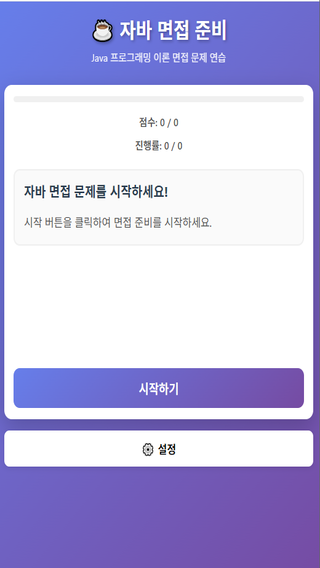 자바 면접 준비
Java 프로그래밍 이론 면접 문제 연습
점수: 0 / 0
진행률: 0 / 0
자바 면접 문제를 시작하세요!
시작 버튼을 클릭하여 면접 준비를 시작하세요.
시작하기
설정